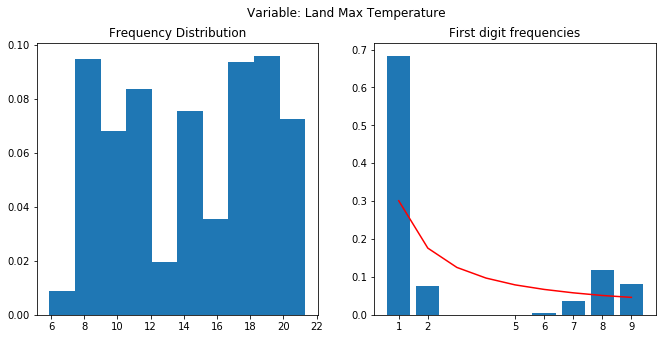 Variable: Land Max Temperature
Frequency Distribution
First digit frequencies
0.10
0.08
0.06
0.04
0.02
0.00
6 8 10 12 14 16 18 20 22
0.7
0.6
0.5
0.4
0.3
0.2
0.1
0.0
1 2 5 6 7 8 9